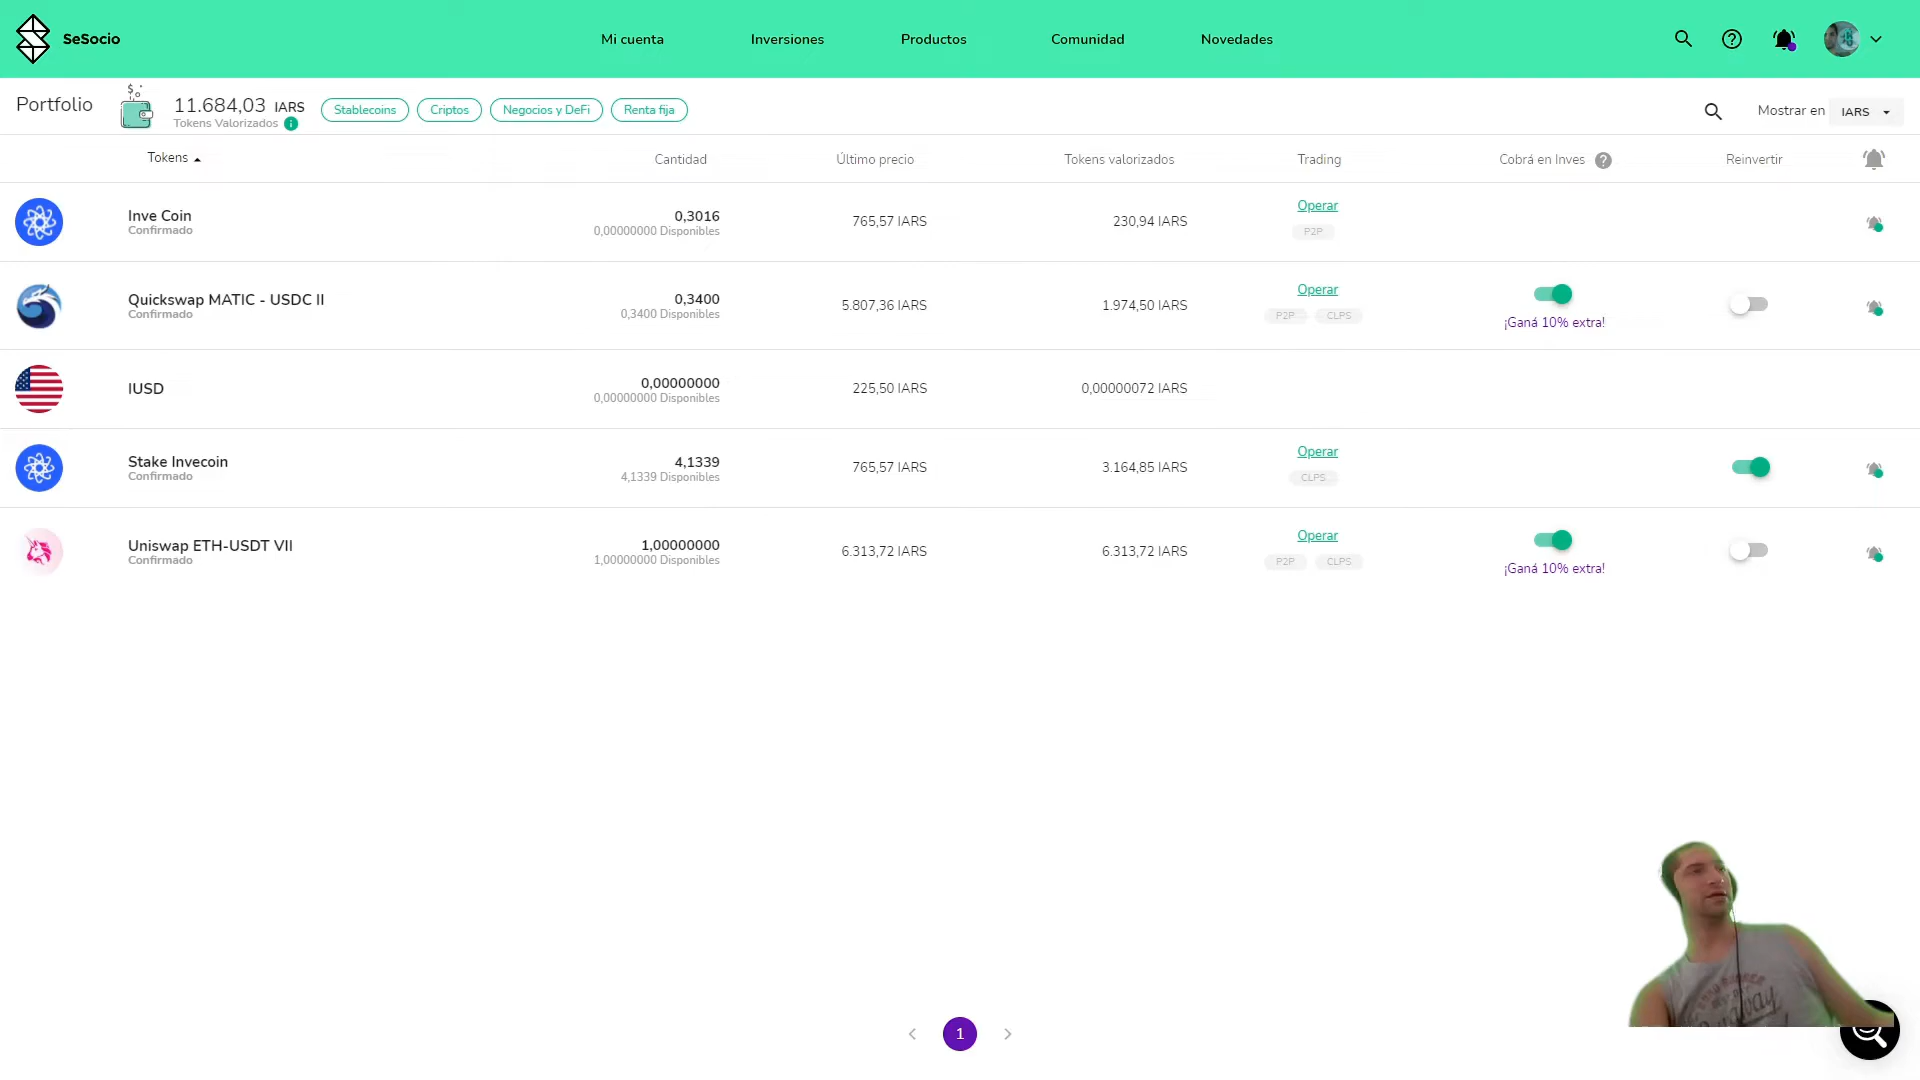 SeSocio
Mi cuenta
Inversiones
Productos
Comunidad
Novedades
Portfolio
11.684,03 IARS
Tokens Valorizados
Stablecoins
Criptos
Negocios y DeFi
Renta fija
Mostrar en
IARS
Tokens
Cantidad
Último precio
Tokens valorizados
Trading
Cobrá en Inves
Reinvertir
Inve Coin
Confirmado
0,3016
0,00000000 Disponibles
765,57 IARS
230,94 IARS
Operar
P2P
Quickswap MATIC - USDC II
Confirmado
0,3400
0,3400 Disponibles
5.807,36 IARS
1.974,50 IARS
Operar
P2P
CLPS
¡Ganá 10% extra!
IUSD
0,00000000
0,00000000 Disponibles
225,50 IARS
0,00000072 IARS
Stake Invecoin
Confirmado
4,1339
4,1339 Disponibles
765,57 IARS
3.164,85 IARS
Operar
CLPS
Uniswap ETH-USDT VII
Confirmado
1,00000000
1,00000000 Disponibles
6.313,72 IARS
6.313,72 IARS
Operar
P2P
CLPS
¡Ganá 10% extra!
1